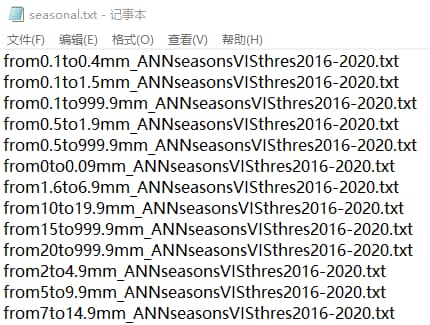 seasonal.txt - 记事本
文件(F) 编辑(E) 格式(O) 查看(V) 帮助(H)
from0.1to0.4mm_ANNseasonsVISthres2016-2020.txt
from0.1to1.5mm_ANNseasonsVISthres2016-2020.txt
from0.1to999.9mm_ANNseasonsVISthres2016-2020.txt
from0.5to1.9mm_ANNseasonsVISthres2016-2020.txt
from0.5to999.9mm_ANNseasonsVISthres2016-2020.txt
from0to0.09mm_ANNseasonsVISthres2016-2020.txt
from1.6to6.9mm_ANNseasonsVISthres2016-2020.txt
from10to19.9mm_ANNseasonsVISthres2016-2020.txt
from15to999.9mm_ANNseasonsVISthres2016-2020.txt
from20to999.9mm_ANNseasonsVISthres2016-2020.txt
from2to4.9mm_ANNseasonsVISthres2016-2020.txt
from5to9.9mm_ANNseasonsVISthres2016-2020.txt
from7to14.9mm_ANNseasonsVISthres2016-2020.txt